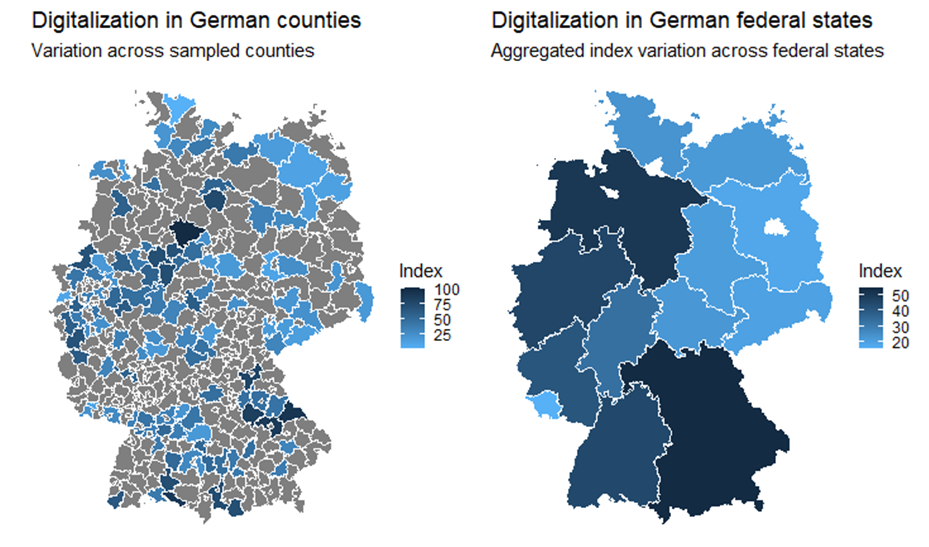 Digitalization in German counties
Variation across sampled counties
Index
100
75
50
25
Digitalization in German federal states
Aggregated index variation across federal states
Index
50
40
30
20